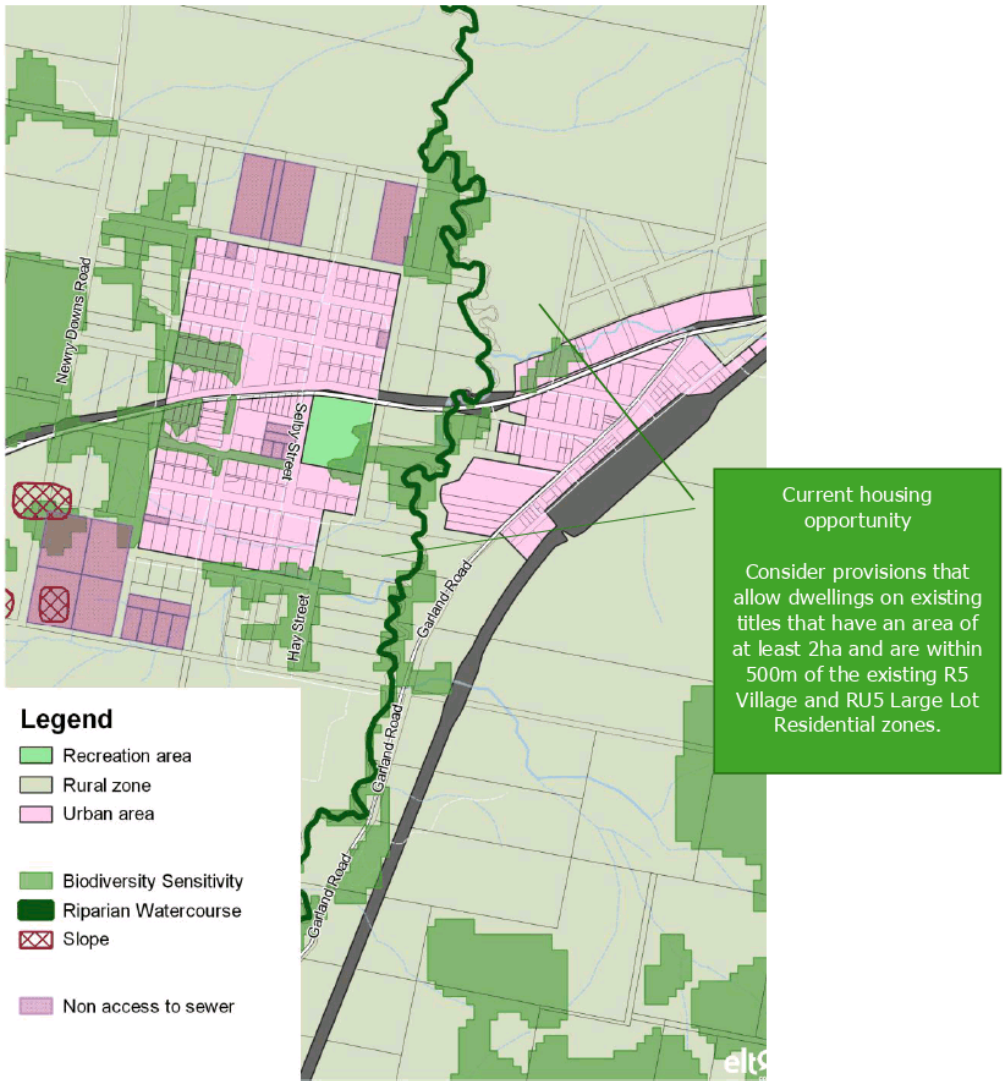 Newry Downs Road
Selby Street
Hay Street
Garland Road
Garland Road
Garland Road
Current housing
opportunity
Consider provisions that
allow dwellings on existing
titles that have an area of
at least 2ha and are within
500m of the existing R5
Village and RU5 Large Lot
Residential zones.
Legend
Recreation area
Rural zone
Urban area
Biodiversity Sensitivity
Riparian Watercourse
Slope
Non access to sewer